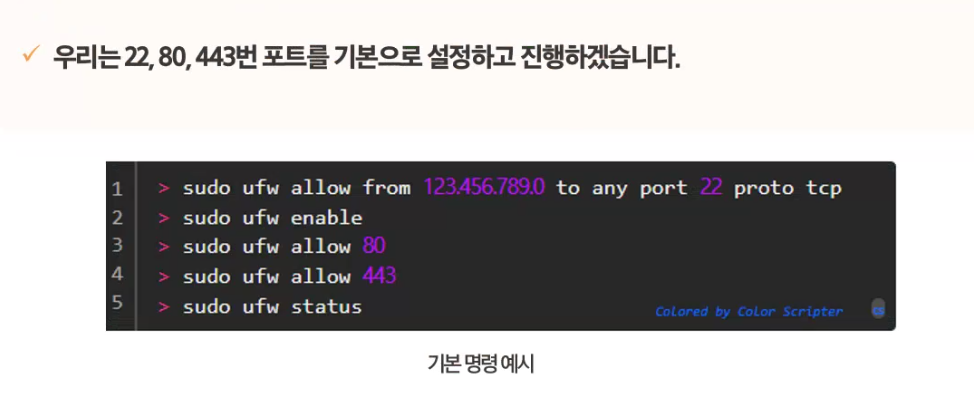 ✓ 우리는 22, 80, 443번 포트를 기본으로 설정하고 진행하겠습니다.
1 > sudo ufw allow from 123.456.789.0 to any port 22 proto tcp
2 > sudo ufw enable
3 > sudo ufw allow 80
4 > sudo ufw allow 443
5 > sudo ufw status
Colored by Color Scripter
cs
기본 명령 예시